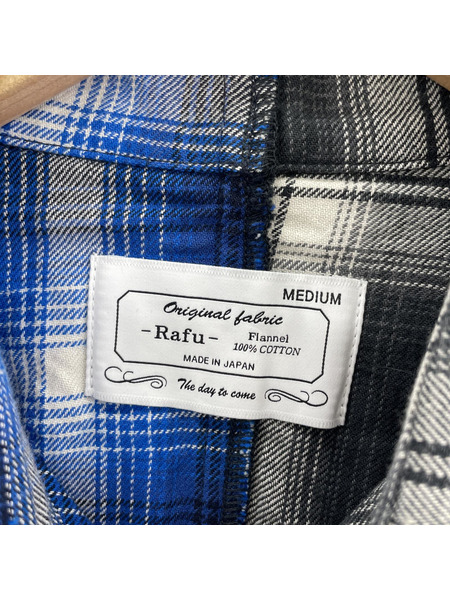 MEDIUM
Original fabric
-Rafu- Flannel
100% COTTON
MADE IN JAPAN
The day to come